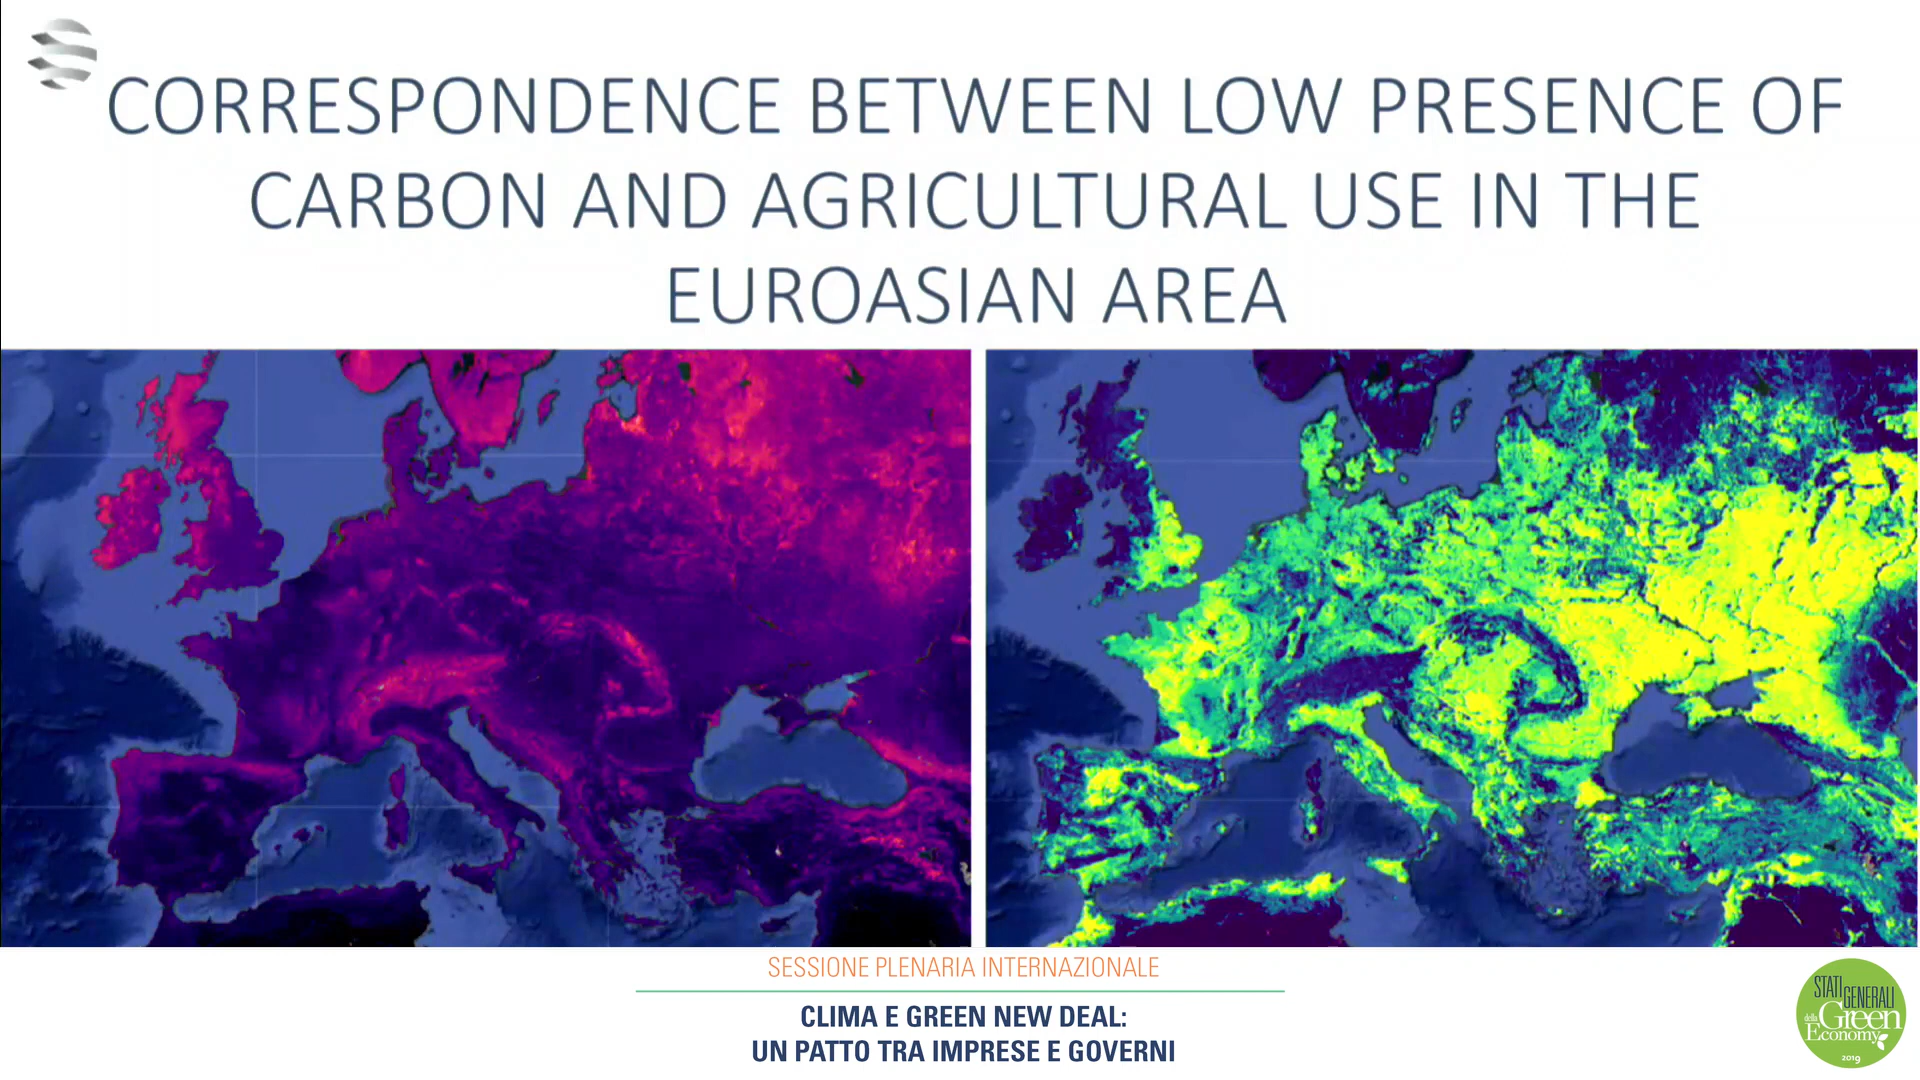 CORRESPONDENCE BETWEEN LOW PRESENCE OF
CARBON AND AGRICULTURAL USE IN THE
EUROASIAN AREA
SESSIONE PLENARIA INTERNAZIONALE
CLIMA E GREEN NEW DEAL:
UN PATTO TRA IMPRESE E GOVERNI
STATI
GENERALI
della Green
Economy
2019